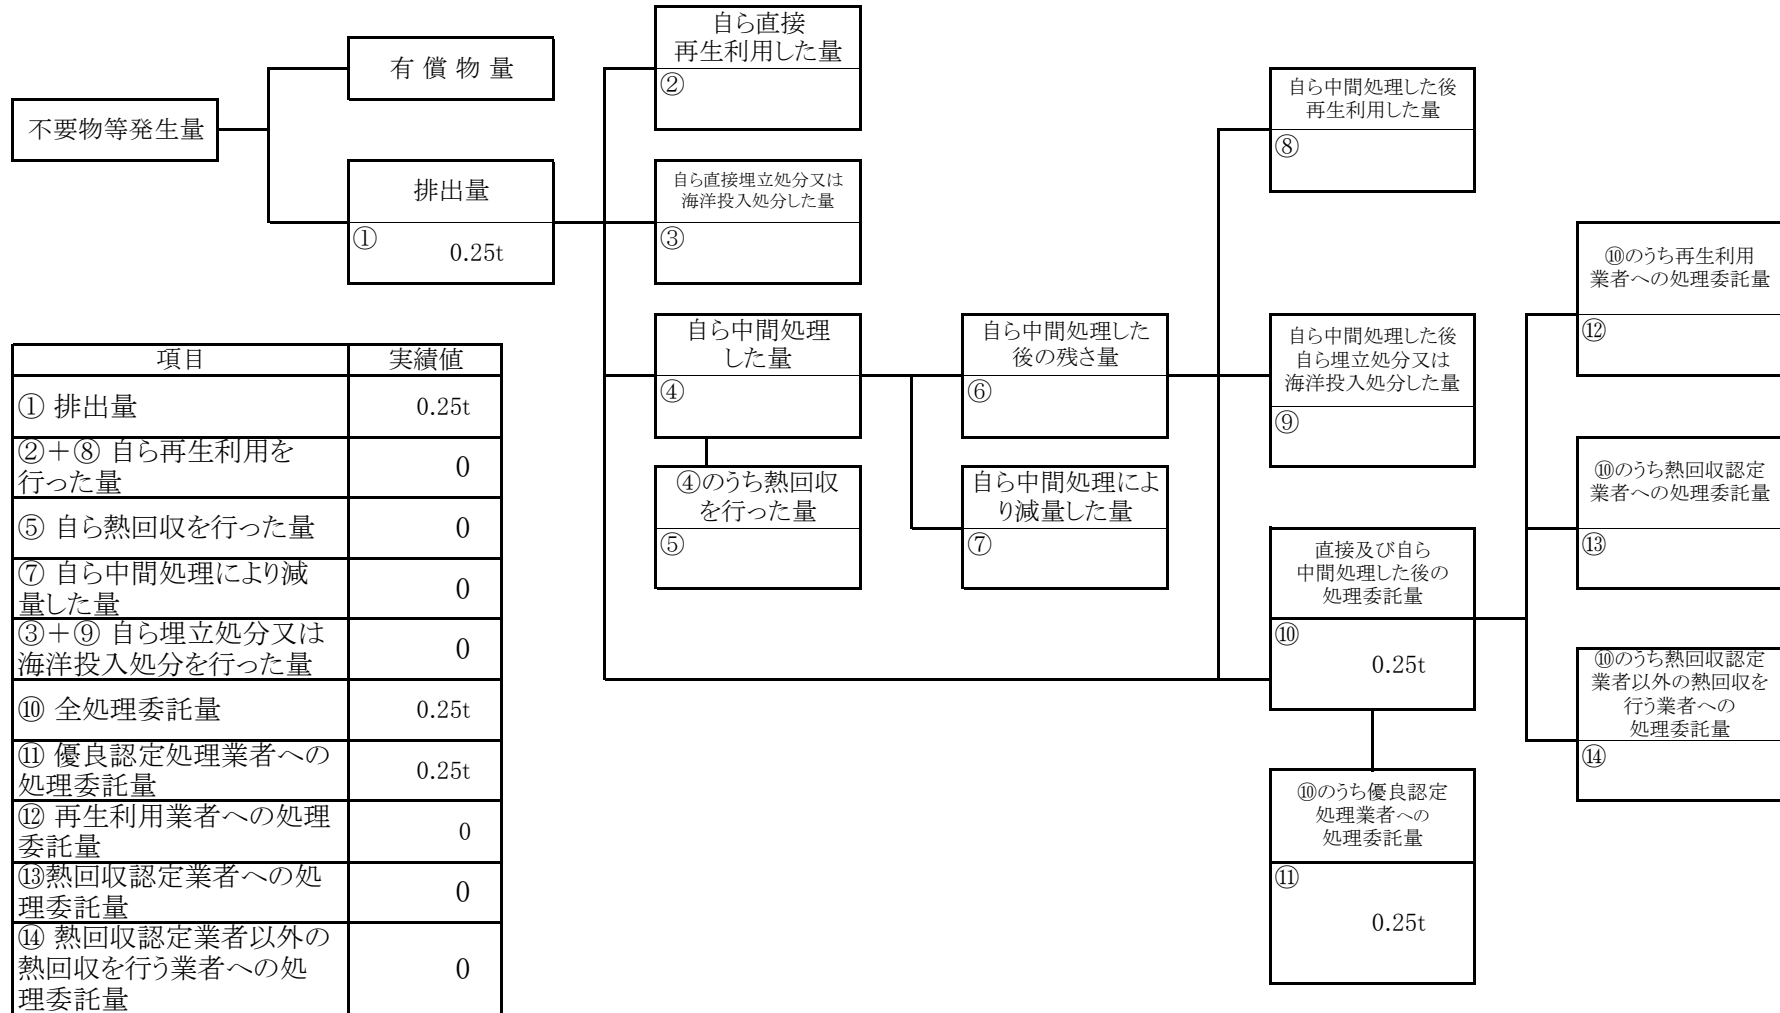 不要物等発生量
有 償 物 量
排出量
①
0.25t
自ら直接
再生利用した量
②
自ら直接埋立処分又は
海洋投入処分した量
③
自ら中間処理
した量
④
④のうち熱回収
を行った量
⑤
自ら中間処理した
後の残さ量
⑥
自ら中間処理によ
り減量した量
⑦
自ら中間処理した後
再生利用した量
⑧
自ら中間処理した後
自ら埋立処分又は
海洋投入処分した量
⑨
直接及び自ら
中間処理した後の
処理委託量
⑩
0.25t
⑩のうち優良認定
処理業者への
処理委託量
⑪
0.25t
⑩のうち再生利用
業者への処理委託量
⑫
⑩のうち熱回収認定
業者への処理委託量
⑬
⑩のうち熱回収認定
業者以外の熱回収を
行う業者への
処理委託量
⑭
項目 実績値
① 排出量 0.25t
②＋⑧ 自ら再生利用を
行った量
0
⑤ 自ら熱回収を行った量 0
⑦ 自ら中間処理により減
量した量
0
③＋⑨ 自ら埋立処分又は
海洋投入処分を行った量
0
⑩ 全処理委託量 0.25t
⑪ 優良認定処理業者への
処理委託量
0.25t
⑫ 再生利用業者への処理
委託量
0
⑬熱回収認定業者への処
理委託量
0
⑭ 熱回収認定業者以外の
熱回収を行う業者への処
理委託量
0